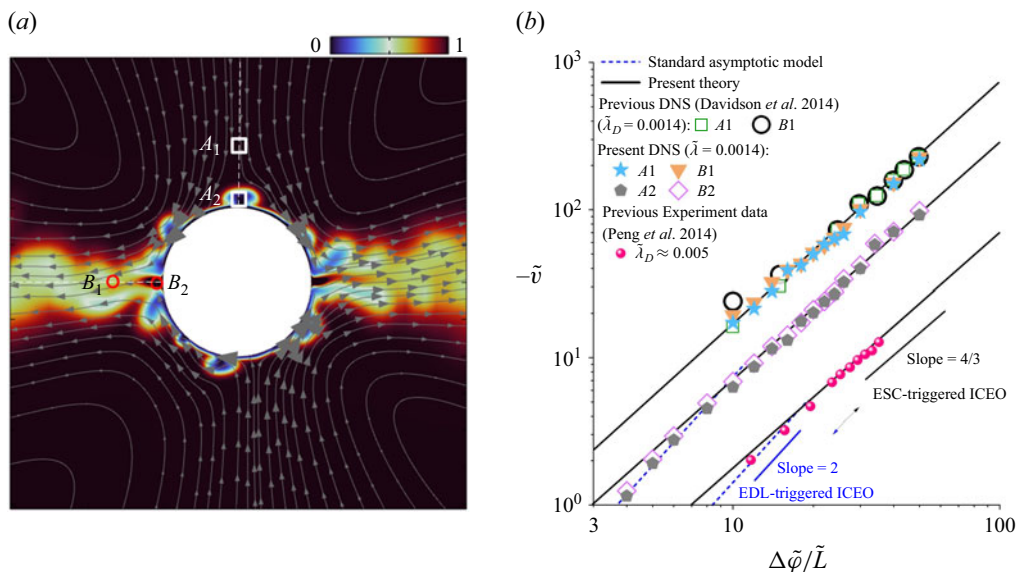 (a)
0
1
A1
A2
B1
B2
(b)
10³
10²
10¹
10⁰
−ṽ
Standard asymptotic model
Present theory
Previous DNS (Davidson et al. 2014)
(λ̃D = 0.0014): A1 B1
Present DNS (λ̃ = 0.0014):
A1 B1
A2 B2
Previous Experiment data
(Peng et al. 2014)
λ̃D ≈ 0.005
Slope = 4/3
ESC-triggered ICEO
Slope = 2
EDL-triggered ICEO
3
10
100
Δφ̃/L̃